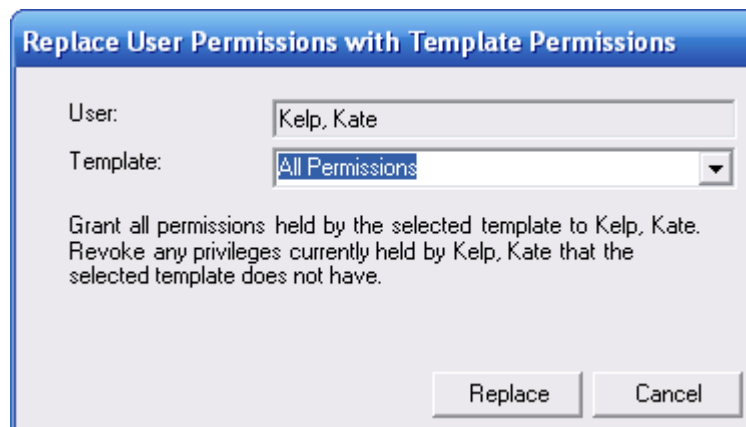 Replace User Permissions with Template Permissions
User:
Kelp, Kate
Template:
All Permissions
Grant all permissions held by the selected template to Kelp, Kate.
Revoke any privileges currently held by Kelp, Kate that the
selected template does not have.
Replace
Cancel